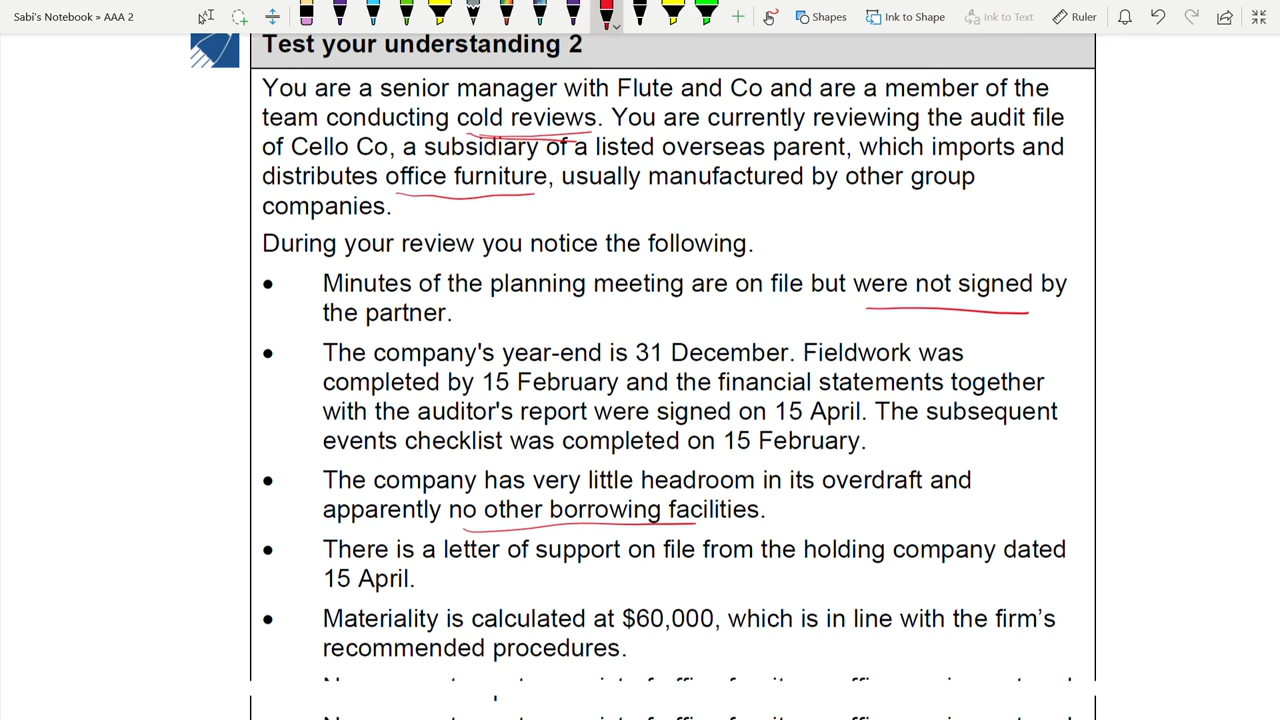 Sabi's Notebook » AAA 2
Shapes
Ink to Shape
Ink to Text
Ruler
Test your understanding 2
You are a senior manager with Flute and Co and are a member of the
team conducting cold reviews. You are currently reviewing the audit file
of Cello Co, a subsidiary of a listed overseas parent, which imports and
distributes office furniture, usually manufactured by other group
companies.
During your review you notice the following.
• Minutes of the planning meeting are on file but were not signed by
the partner.
• The company's year-end is 31 December. Fieldwork was
completed by 15 February and the financial statements together
with the auditor's report were signed on 15 April. The subsequent
events checklist was completed on 15 February.
• The company has very little headroom in its overdraft and
apparently no other borrowing facilities.
• There is a letter of support on file from the holding company dated
15 April.
• Materiality is calculated at $60,000, which is in line with the firm's
recommended procedures.